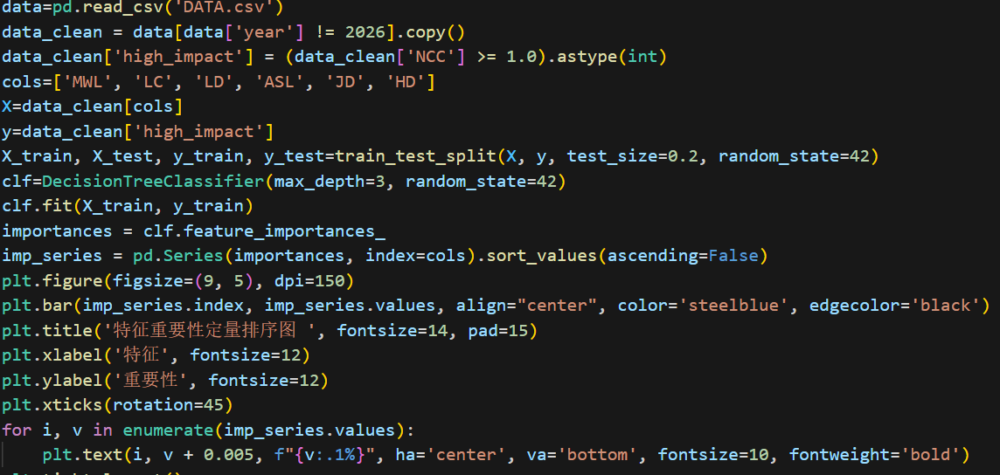 data=pd.read_csv('DATA.csv')
data_clean = data[data['year'] != 2026].copy()
data_clean['high_impact'] = (data_clean['NCC'] >= 1.0).astype(int)
cols=['MWL', 'LC', 'LD', 'ASL', 'JD', 'HD']
X=data_clean[cols]
y=data_clean['high_impact']
X_train, X_test, y_train, y_test=train_test_split(X, y, test_size=0.2, random_state=42)
clf=DecisionTreeClassifier(max_depth=3, random_state=42)
clf.fit(X_train, y_train)
importances = clf.feature_importances_
imp_series = pd.Series(importances, index=cols).sort_values(ascending=False)
plt.figure(figsize=(9, 5), dpi=150)
plt.bar(imp_series.index, imp_series.values, align="center", color='steelblue', edgecolor='black')
plt.title('特征重要性定量排序图 ', fontsize=14, pad=15)
plt.xlabel('特征', fontsize=12)
plt.ylabel('重要性', fontsize=12)
plt.xticks(rotation=45)
for i, v in enumerate(imp_series.values):
    plt.text(i, v + 0.005, f"{v:.1%}", ha='center', va='bottom', fontsize=10, fontweight='bold')